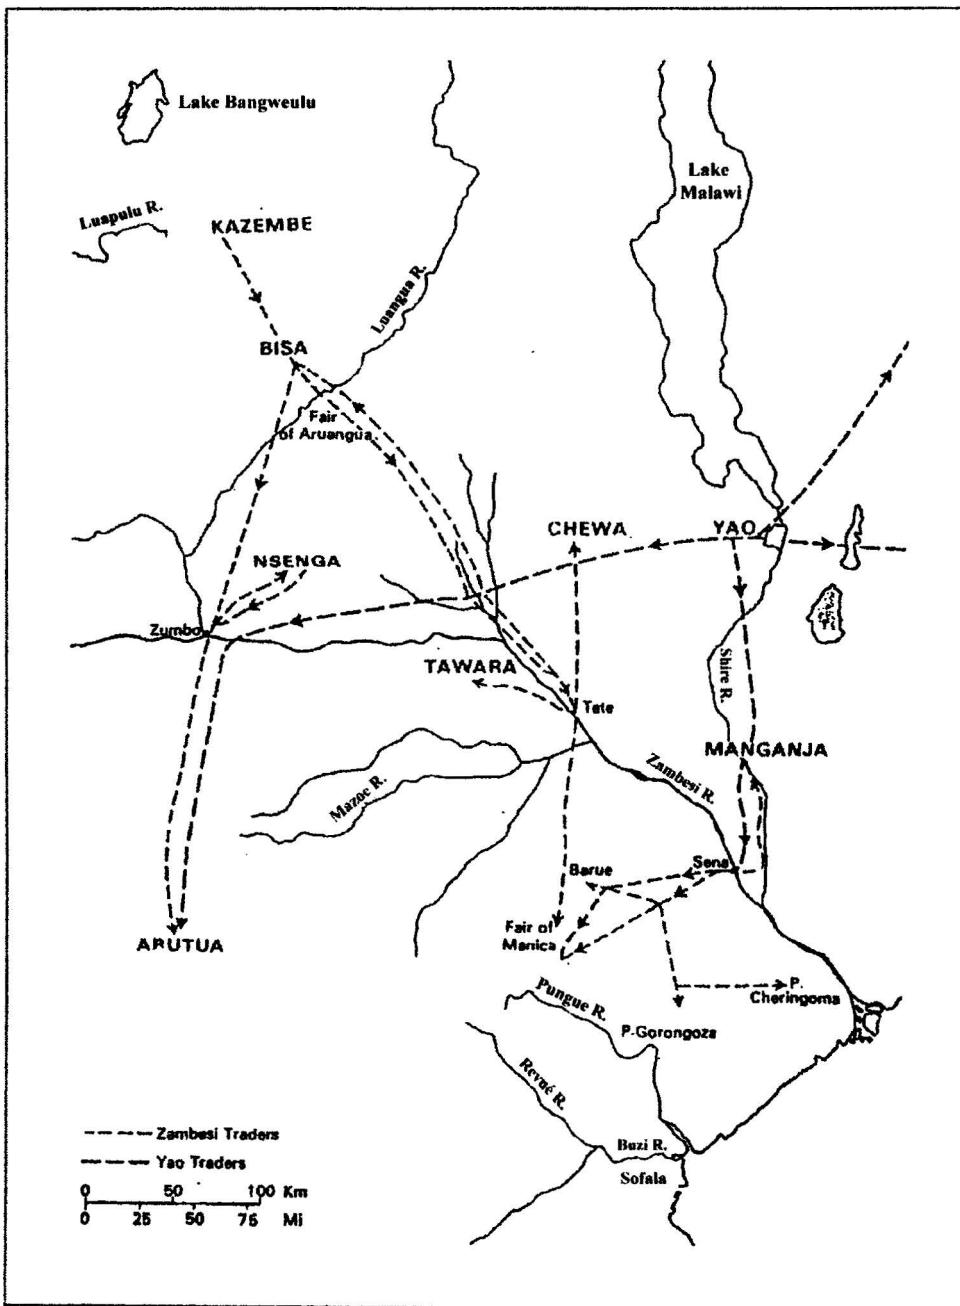 Lake Bangweulu
Lake
Malawi
Luapulu R.
KAZEMBE
Luangua R.
BISA
Fair
of Aruangua
CHEWA
YAO
NSENGA
Zumbo
TAWARA
Tete
Shire R.
MANGANJA
Zambesi R.
Mazoe R.
Sena
Barue
Fair of
Manica
ABUTUA
P.
Cheringoma
Pungue R.
P-Gorongoza
Revué R.
Buzi R.
Sofala
Zambesi Traders
Yao Traders
0 50 100 Km
0 25 50 75 Mi